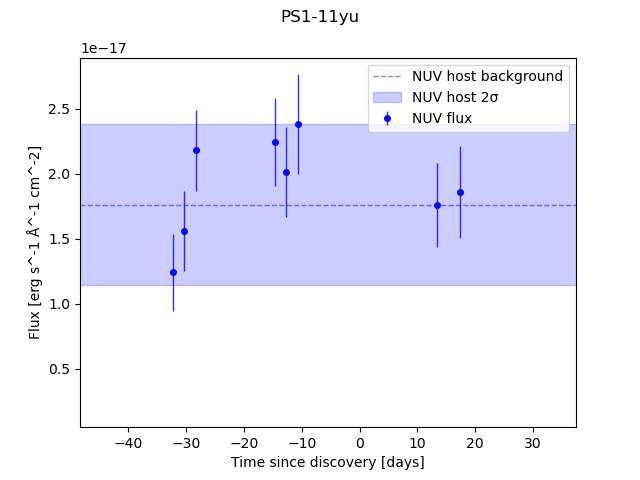 PS1-11yu
1e−17
NUV host background
NUV host 2σ
NUV flux
2.5
2.0
1.5
1.0
0.5
Flux [erg s^-1 Å^-1 cm^-2]
−40 −30 −20 −10 0 10 20 30
Time since discovery [days]